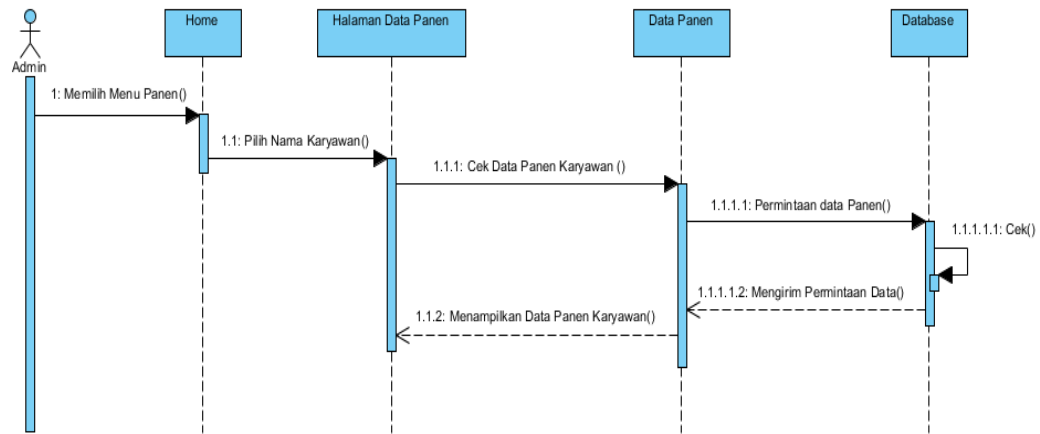 Home
Halaman Data Panen
Data Panen
Database
Admin
1: Memilih Menu Panen()
1.1: Pilih Nama Karyawan()
1.1.1: Cek Data Panen Karyawan ()
1.1.1.1: Permintaan data Panen()
1.1.1.1.1: Cek()
1.1.1.1.2: Mengirim Permintaan Data()
1.1.2: Menampilkan Data Panen Karyawan()